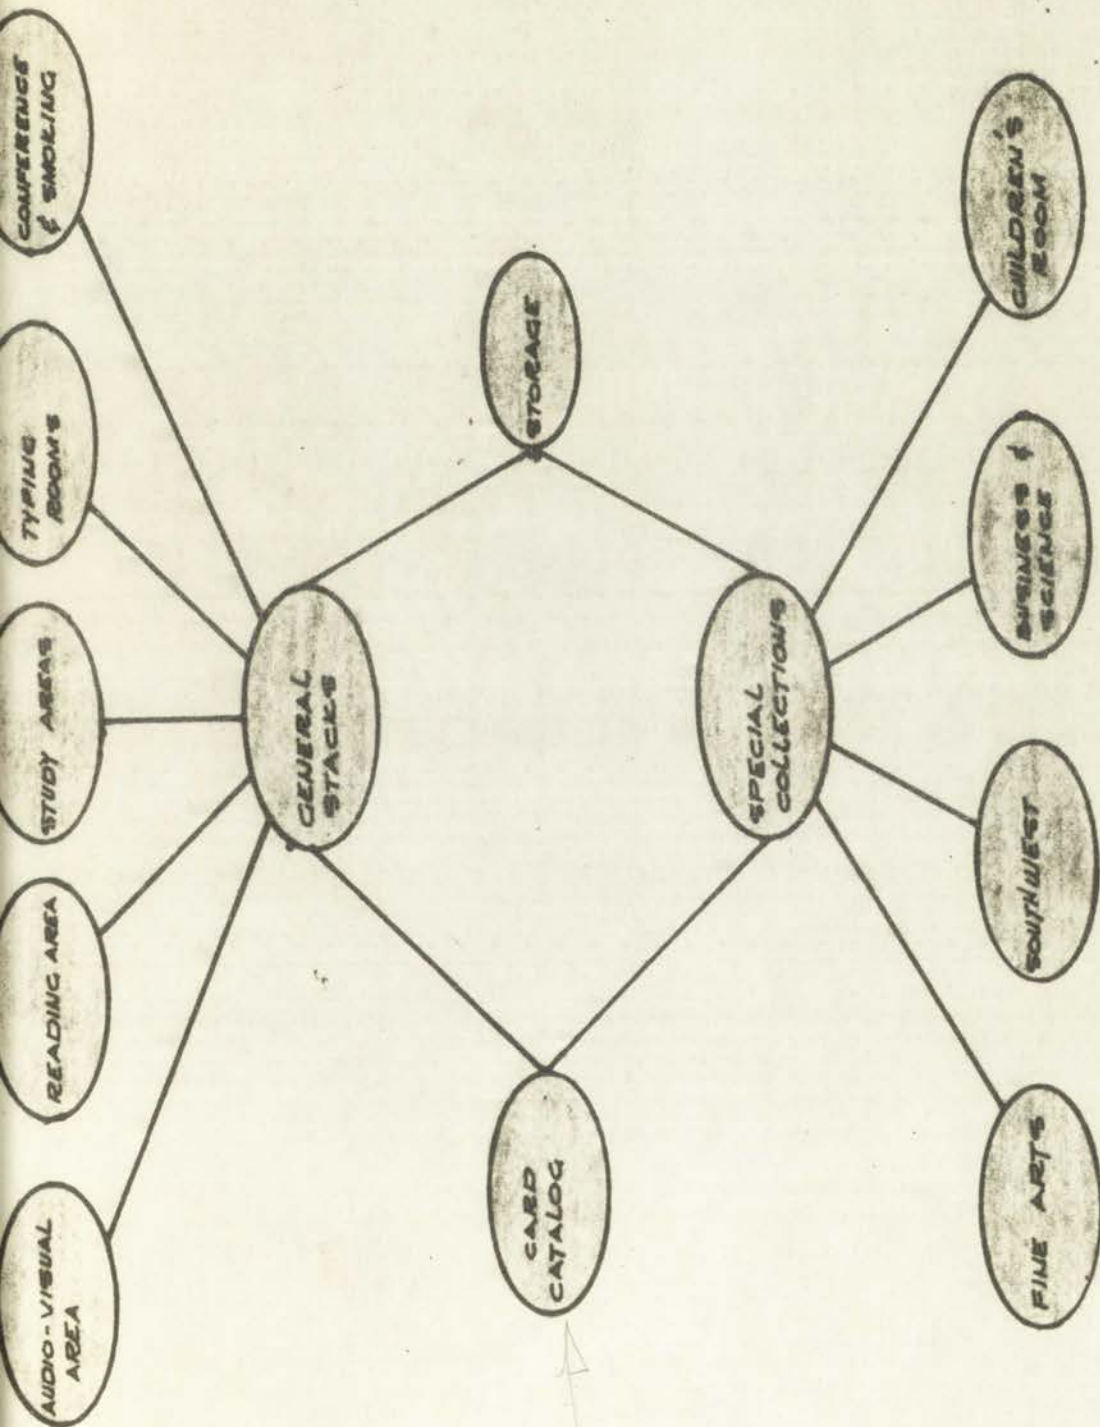 AUDIO-VISUAL
AREA
READING AREA
STUDY AREAS
TYPING
ROOMS
CONFERENCE
& SMOKING
GENERAL
STACKS
CARD
CATALOG
STORAGE
SPECIAL
COLLECTIONS
FINE ARTS
SOUTHWEST
BUSINESS &
SCIENCE
CHILDREN'S
ROOM